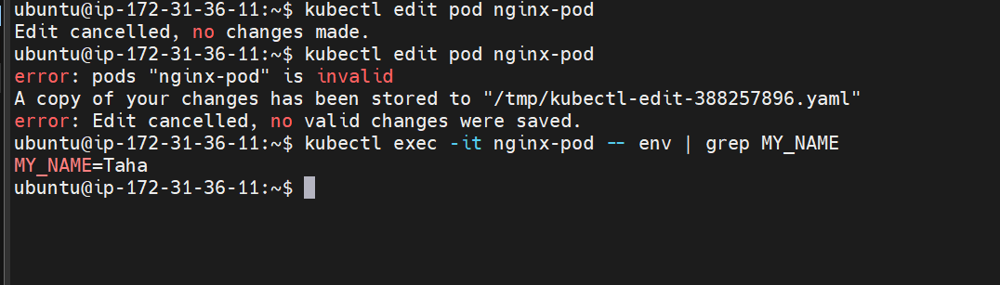 ubuntu@ip-172-31-36-11:~$ kubectl edit pod nginx-pod
Edit cancelled, no changes made.
ubuntu@ip-172-31-36-11:~$ kubectl edit pod nginx-pod
error: pods "nginx-pod" is invalid
A copy of your changes has been stored to "/tmp/kubectl-edit-388257896.yaml"
error: Edit cancelled, no valid changes were saved.
ubuntu@ip-172-31-36-11:~$ kubectl exec -it nginx-pod -- env | grep MY_NAME
MY_NAME=Taha
ubuntu@ip-172-31-36-11:~$